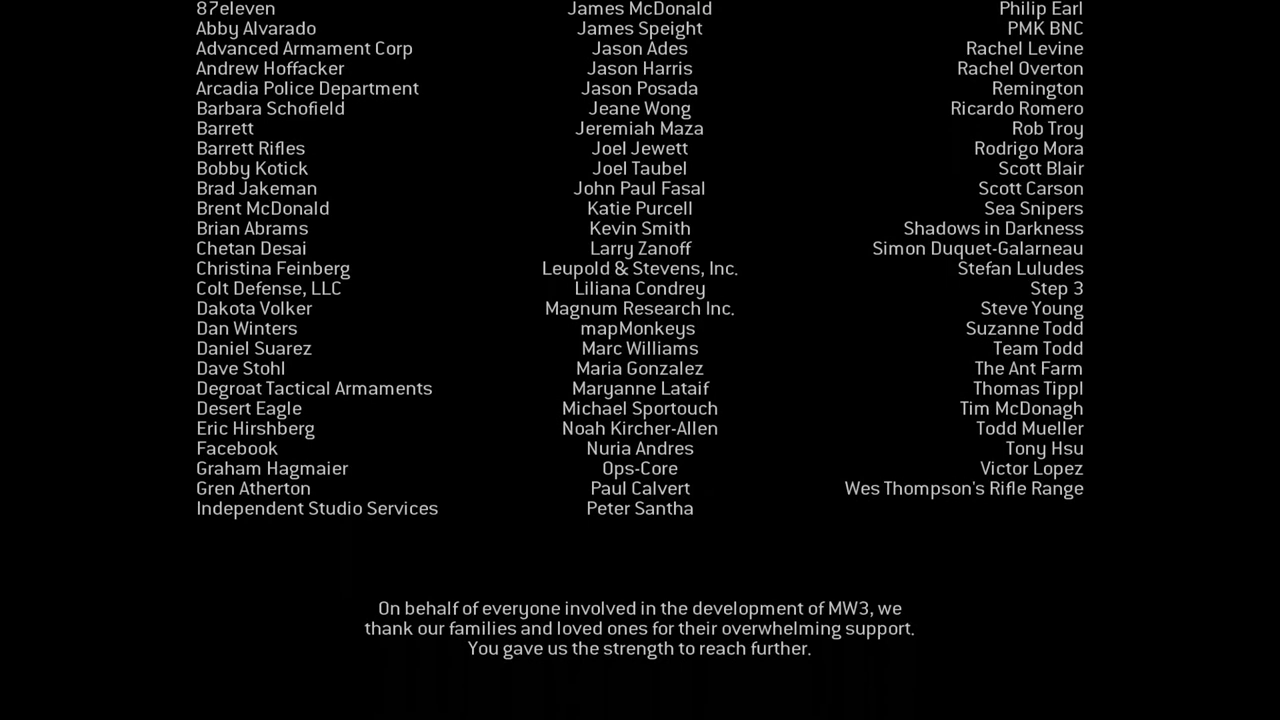 87eleven
Abby Alvarado
Advanced Armament Corp
Andrew Hoffacker
Arcadia Police Department
Barbara Schofield
Barrett
Barrett Rifles
Bobby Kotick
Brad Jakeman
Brent McDonald
Brian Abrams
Chetan Desai
Christina Feinberg
Colt Defense, LLC
Dakota Volker
Dan Winters
Daniel Suarez
Dave Stohl
Degroat Tactical Armaments
Desert Eagle
Eric Hirshberg
Facebook
Graham Hagmaier
Gren Atherton
Independent Studio Services
James McDonald
James Speight
Jason Ades
Jason Harris
Jason Posada
Jeane Wong
Jeremiah Maza
Joel Jewett
Joel Taubel
John Paul Fasal
Katie Purcell
Kevin Smith
Larry Zanoff
Leupold & Stevens, Inc.
Liliana Condrey
Magnum Research Inc.
mapMonkeys
Marc Williams
Maria Gonzalez
Maryanne Lataif
Michael Sportouch
Noah Kircher-Allen
Nuria Andres
Ops-Core
Paul Calvert
Peter Santha
Philip Earl
PMK BNC
Rachel Levine
Rachel Overton
Remington
Ricardo Romero
Rob Troy
Rodrigo Mora
Scott Blair
Scott Carson
Sea Snipers
Shadows in Darkness
Simon Duquet-Galarneau
Stefan Luludes
Step 3
Steve Young
Suzanne Todd
Team Todd
The Ant Farm
Thomas Tippl
Tim McDonagh
Todd Mueller
Tony Hsu
Victor Lopez
Wes Thompson's Rifle Range
On behalf of everyone involved in the development of MW3, we
thank our families and loved ones for their overwhelming support.
You gave us the strength to reach further.